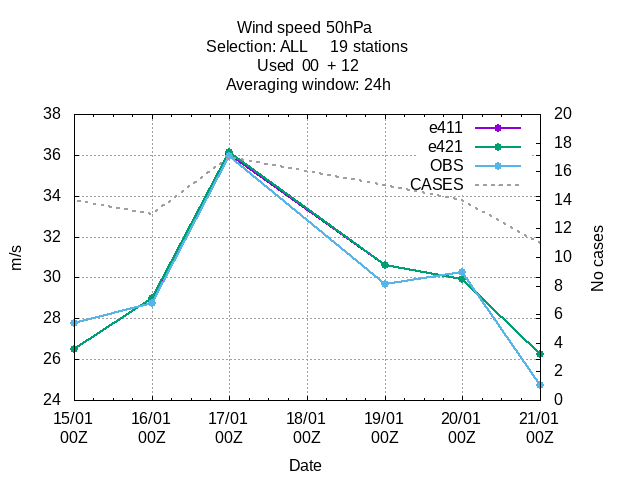 Wind speed 50hPa
Selection: ALL 19 stations
Used 00 + 12
Averaging window: 24h
38
36
34
32
30
28
26
24
m/s
20
18
16
14
12
10
8
6
4
2
0
No cases
e411
e421
OBS
CASES
15/01 16/01 17/01 18/01 19/01 20/01 21/01
00Z 00Z 00Z 00Z 00Z 00Z 00Z
Date